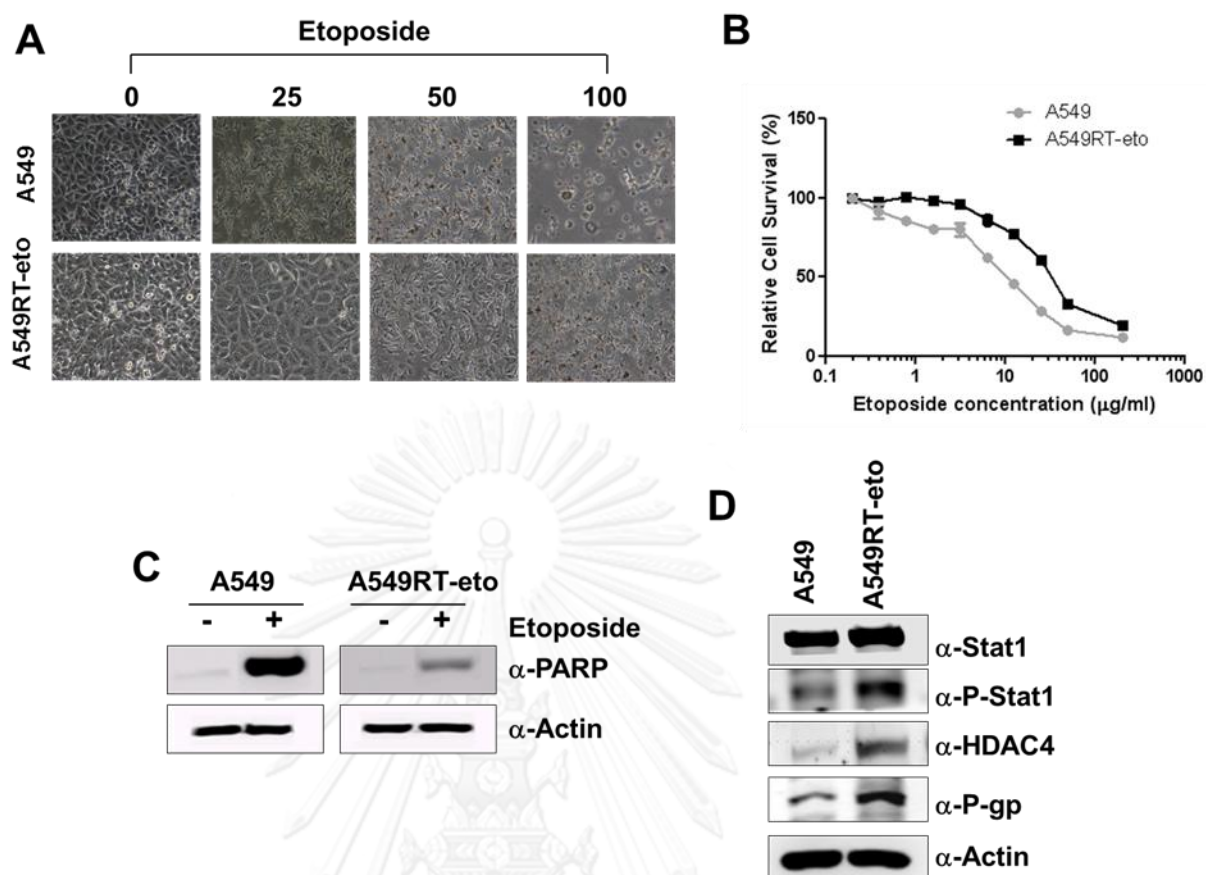 A
Etoposide
0 25 50 100
A549
A549RT-eto
B
A549
A549RT-eto
Relative Cell Survival (%)
150
100
50
0
0.1 1 10 100 1000
Etoposide concentration (μg/ml)
C
A549 A549RT-eto
- + - + Etoposide
α-PARP
α-Actin
D
A549 A549RT-eto
α-Stat1
α-P-Stat1
α-HDAC4
α-P-gp
α-Actin